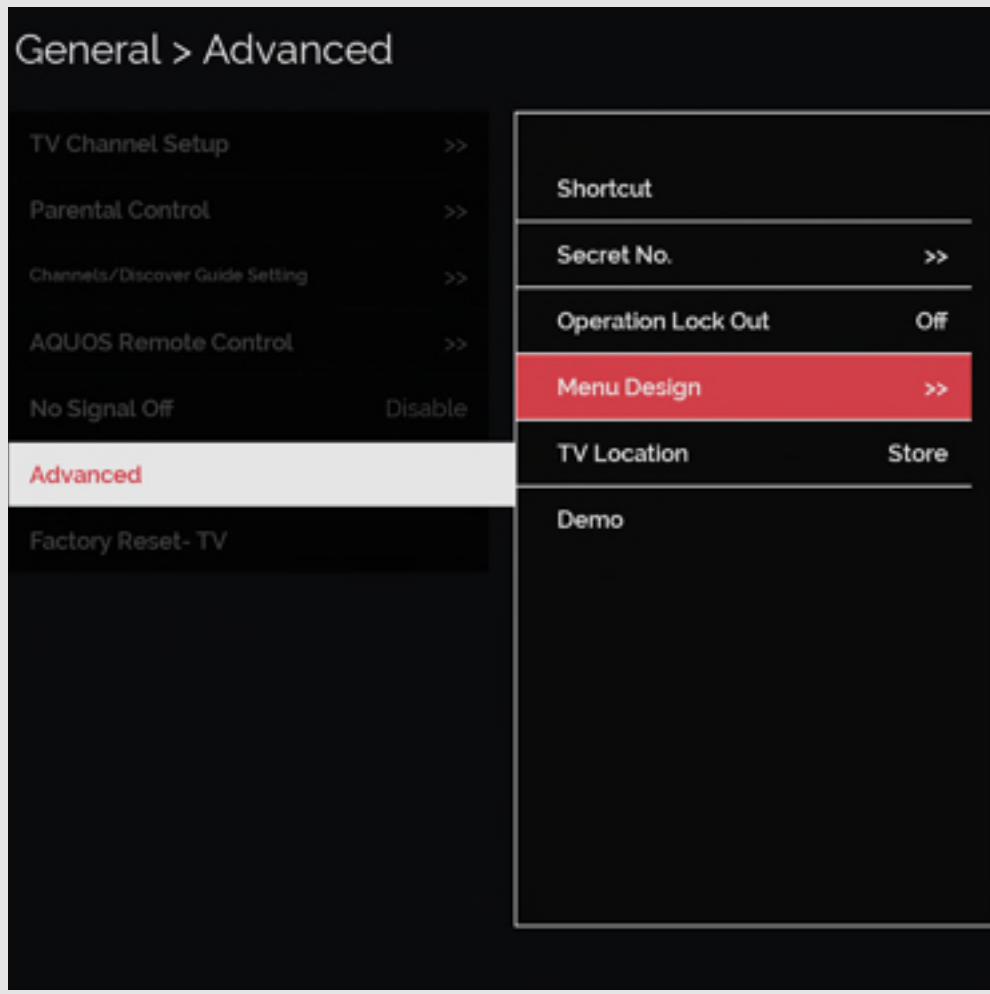 General > Advanced
TV Channel Setup >>
Parental Control >>
Channels/Discover Guide Setting >>
AQUOS Remote Control >>
No Signal Off Disable
Advanced
Factory Reset- TV
Shortcut
Secret No. >>
Operation Lock Out Off
Menu Design >>
TV Location Store
Demo